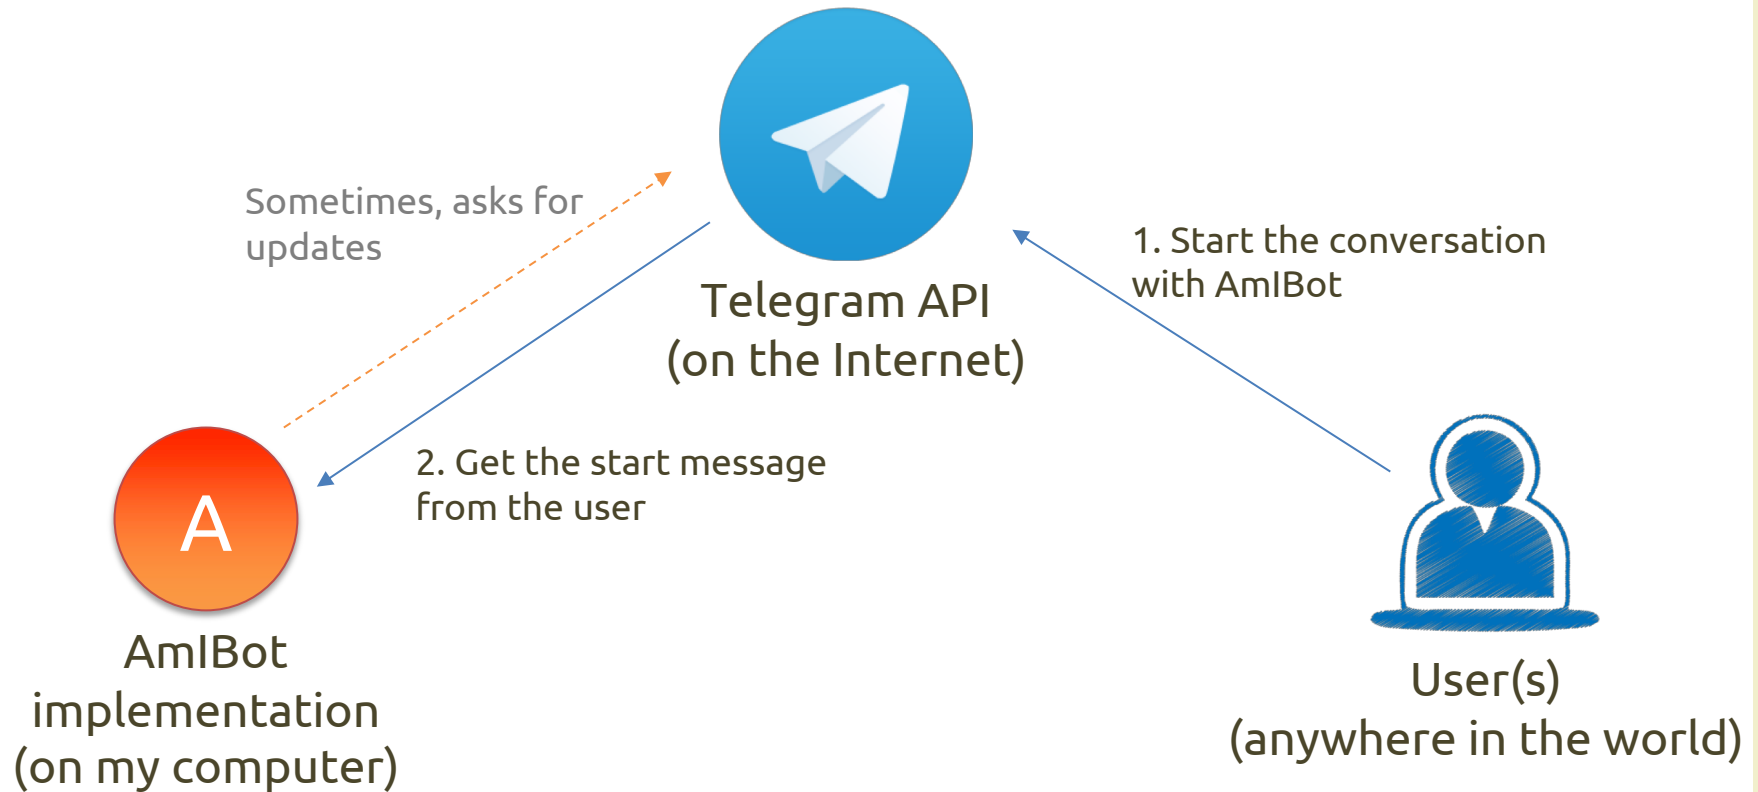 Sometimes, asks for
updates
1. Start the conversation
with AmIBot
Telegram API
(on the Internet)
2. Get the start message
from the user
A
AmIBot
implementation
(on my computer)
User(s)
(anywhere in the world)